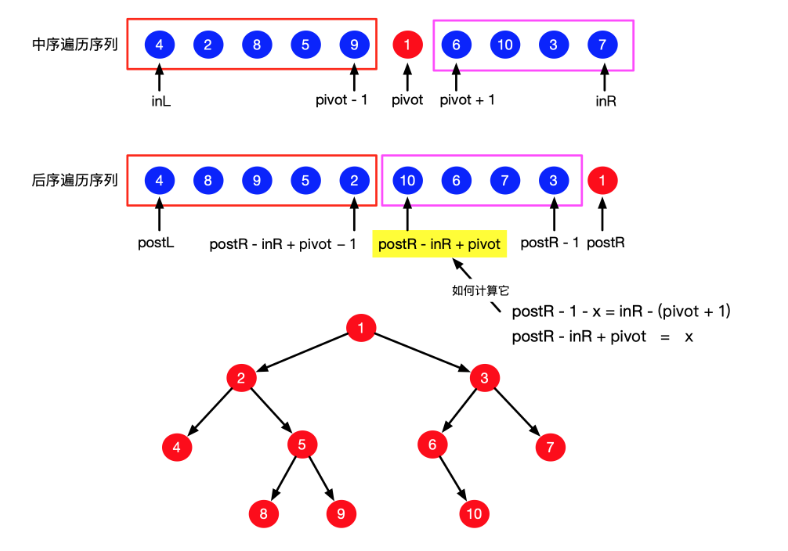 中序遍历序列 4 2 8 5 9 1 6 10 3 7
inL pivot - 1 pivot pivot + 1 inR
后序遍历序列 4 8 9 5 2 10 6 7 3 1
postL postR - inR + pivot - 1 postR - inR + pivot postR - 1 postR
如何计算它
postR - 1 - x = inR - (pivot + 1)
postR - inR + pivot = x
1
2 3
4 5 6 7
8 9 10